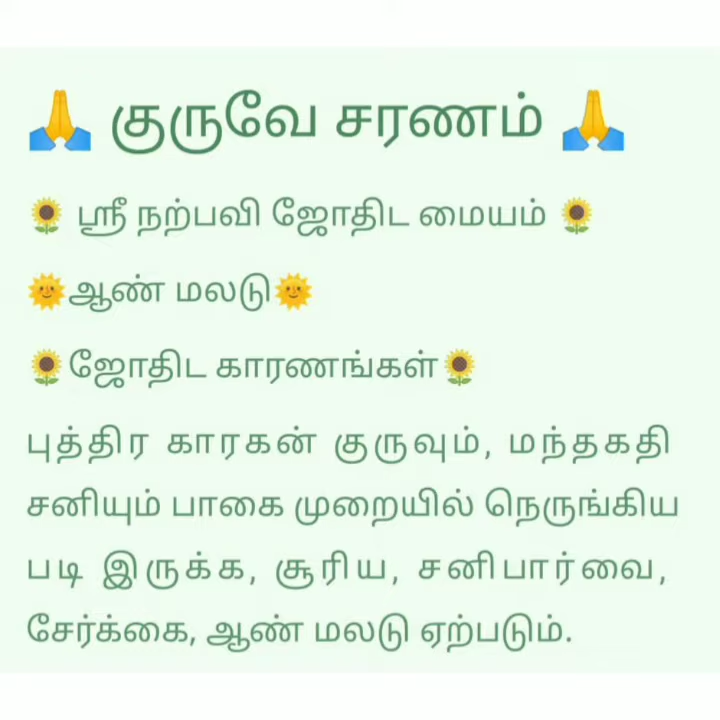 🙏 குருவே சரணம் 🙏
🌻 ஸ்ரீ நற்பவி ஜோதிட மையம் 🌻
🌞ஆண் மலடு🌞
🌻ஜோதிட காரணங்கள்🌻
புத்திர காரகன் குருவும், மந்தகதி
சனியும் பாகை முறையில் நெருங்கிய
படி இருக்க, சூரிய, சனிபார்வை,
சேர்க்கை, ஆண் மலடு ஏற்படும்.